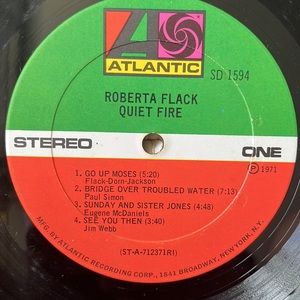 ATLANTIC
SD 1594
ROBERTA FLACK
QUIET FIRE
STEREO
ONE
Ⓟ 1971
1. GO UP MOSES (5:20)
Flack-Dorn-Jackson
2. BRIDGE OVER TROUBLED WATER (7:13)
Paul Simon
3. SUNDAY AND SISTER JONES (4:48)
Eugene McDaniels
4. SEE YOU THEN (3:40)
Jim Webb
(ST-A-712371RI)
MFG. BY ATLANTIC RECORDING CORP., 1841 BROADWAY, NEW YORK, N.Y.